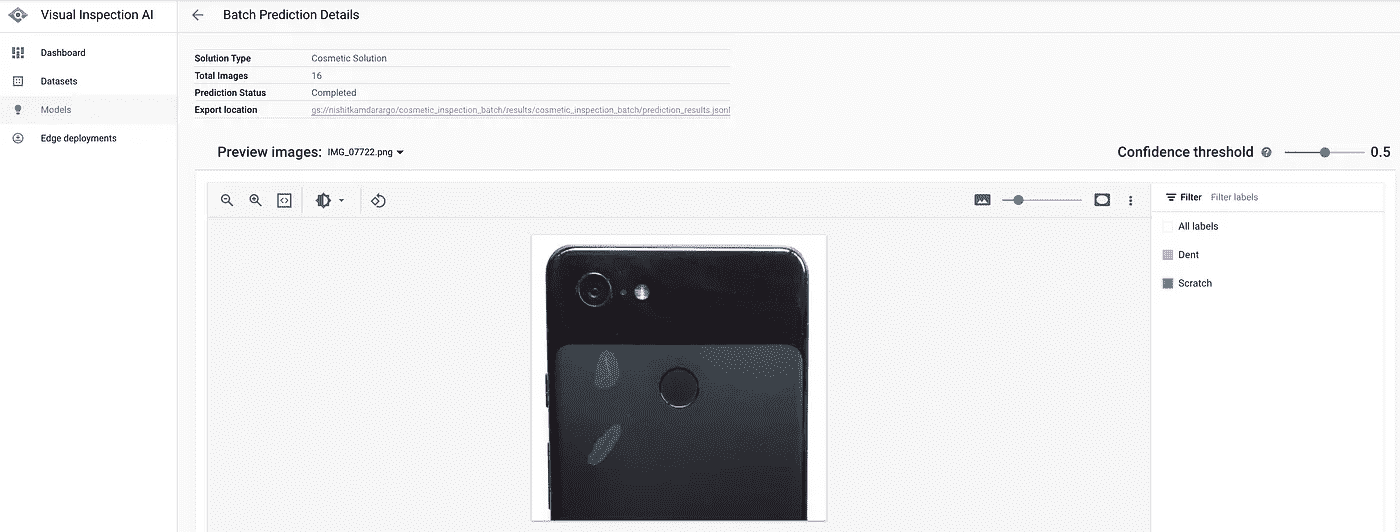 Visual Inspection AI
Batch Prediction Details
Dashboard
Datasets
Models
Edge deployments
Solution Type Cosmetic Solution
Total Images 16
Prediction Status Completed
Export location gs://nishitkamdarargo/cosmetic_inspection_batch/results/cosmetic_inspection_batch/prediction_results.jsonl
Preview images: IMG_07722.png
Confidence threshold 0.5
Filter Filter labels
All labels
Dent
Scratch